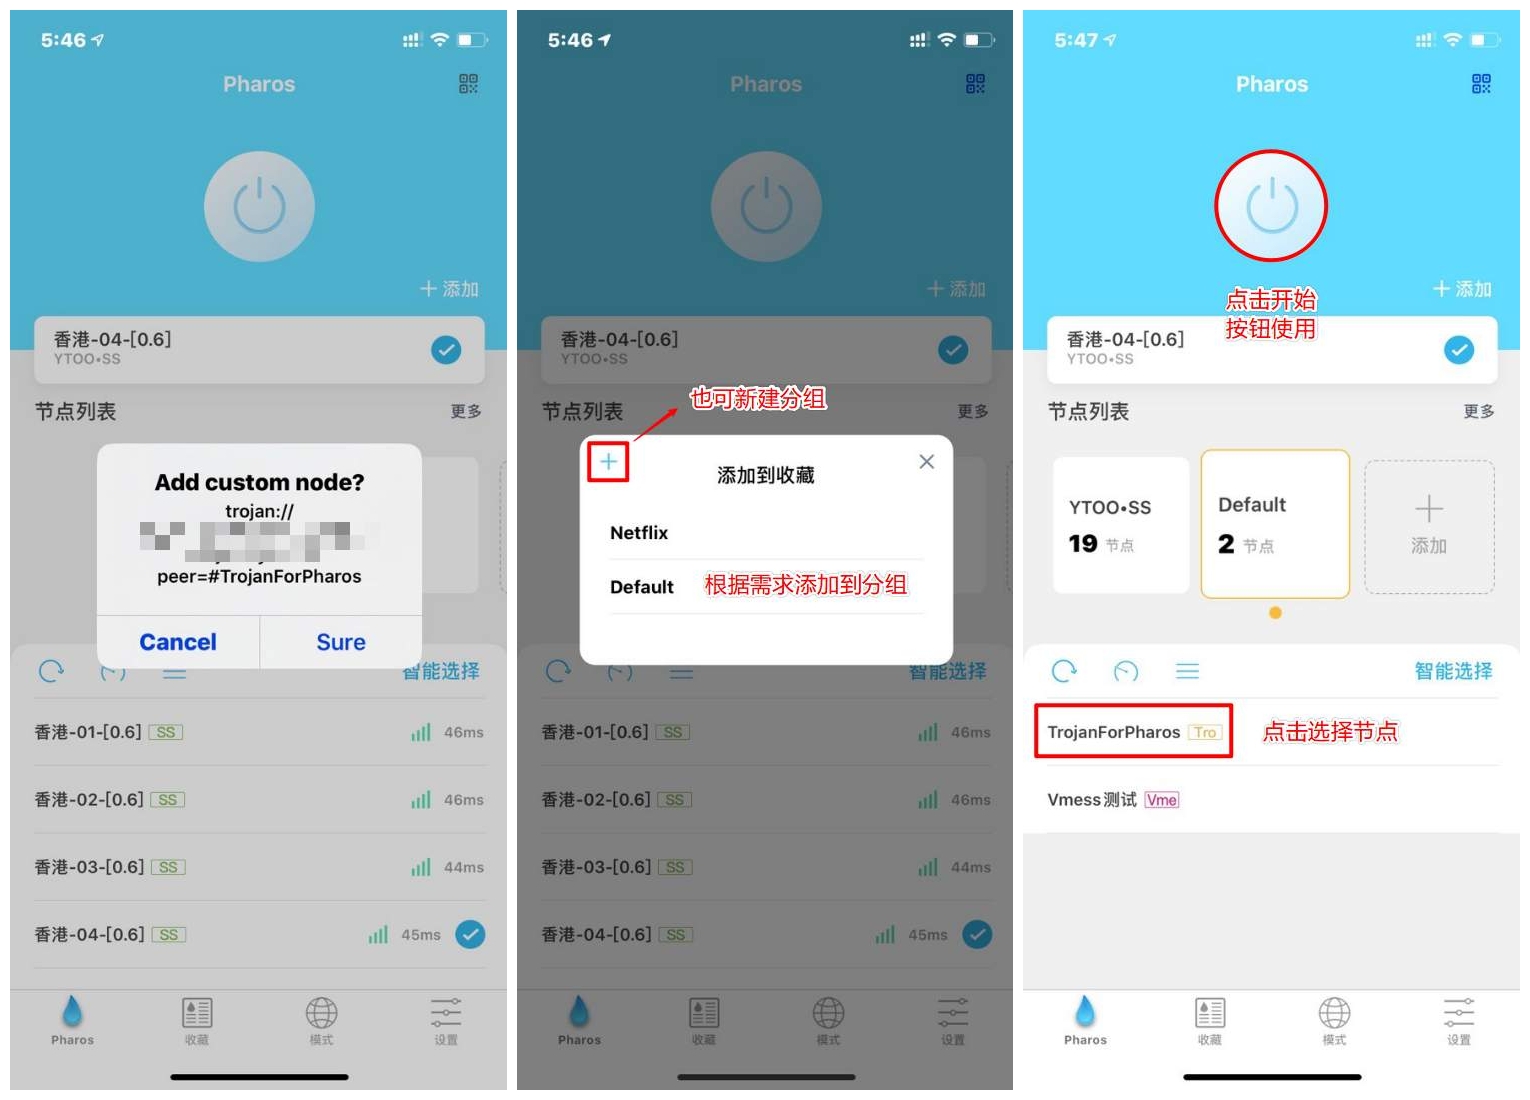 5:46
Pharos
添加
香港-04-[0.6]
YTOO•SS
节点列表
更多
Add custom node?
trojan://
peer=#TrojanForPharos
Cancel
Sure
智能选择
香港-01-[0.6] SS 46ms
香港-02-[0.6] SS 46ms
香港-03-[0.6] SS 44ms
香港-04-[0.6] SS 45ms
Pharos
收藏
模式
设置
5:46
Pharos
添加
香港-04-[0.6]
YTOO•SS
也可新建分组
节点列表
更多
添加到收藏
Netflix
Default
根据需求添加到分组
智能选择
香港-01-[0.6] SS 46ms
香港-02-[0.6] SS 46ms
香港-03-[0.6] SS 44ms
香港-04-[0.6] SS 45ms
Pharos
收藏
模式
设置
5:47
Pharos
添加
点击开始
按钮使用
香港-04-[0.6]
YTOO•SS
节点列表
更多
YTOO•SS
19 节点
Default
2 节点
添加
智能选择
TrojanForPharos Tro
点击选择节点
Vmess测试 Vme
Pharos
收藏
模式
设置